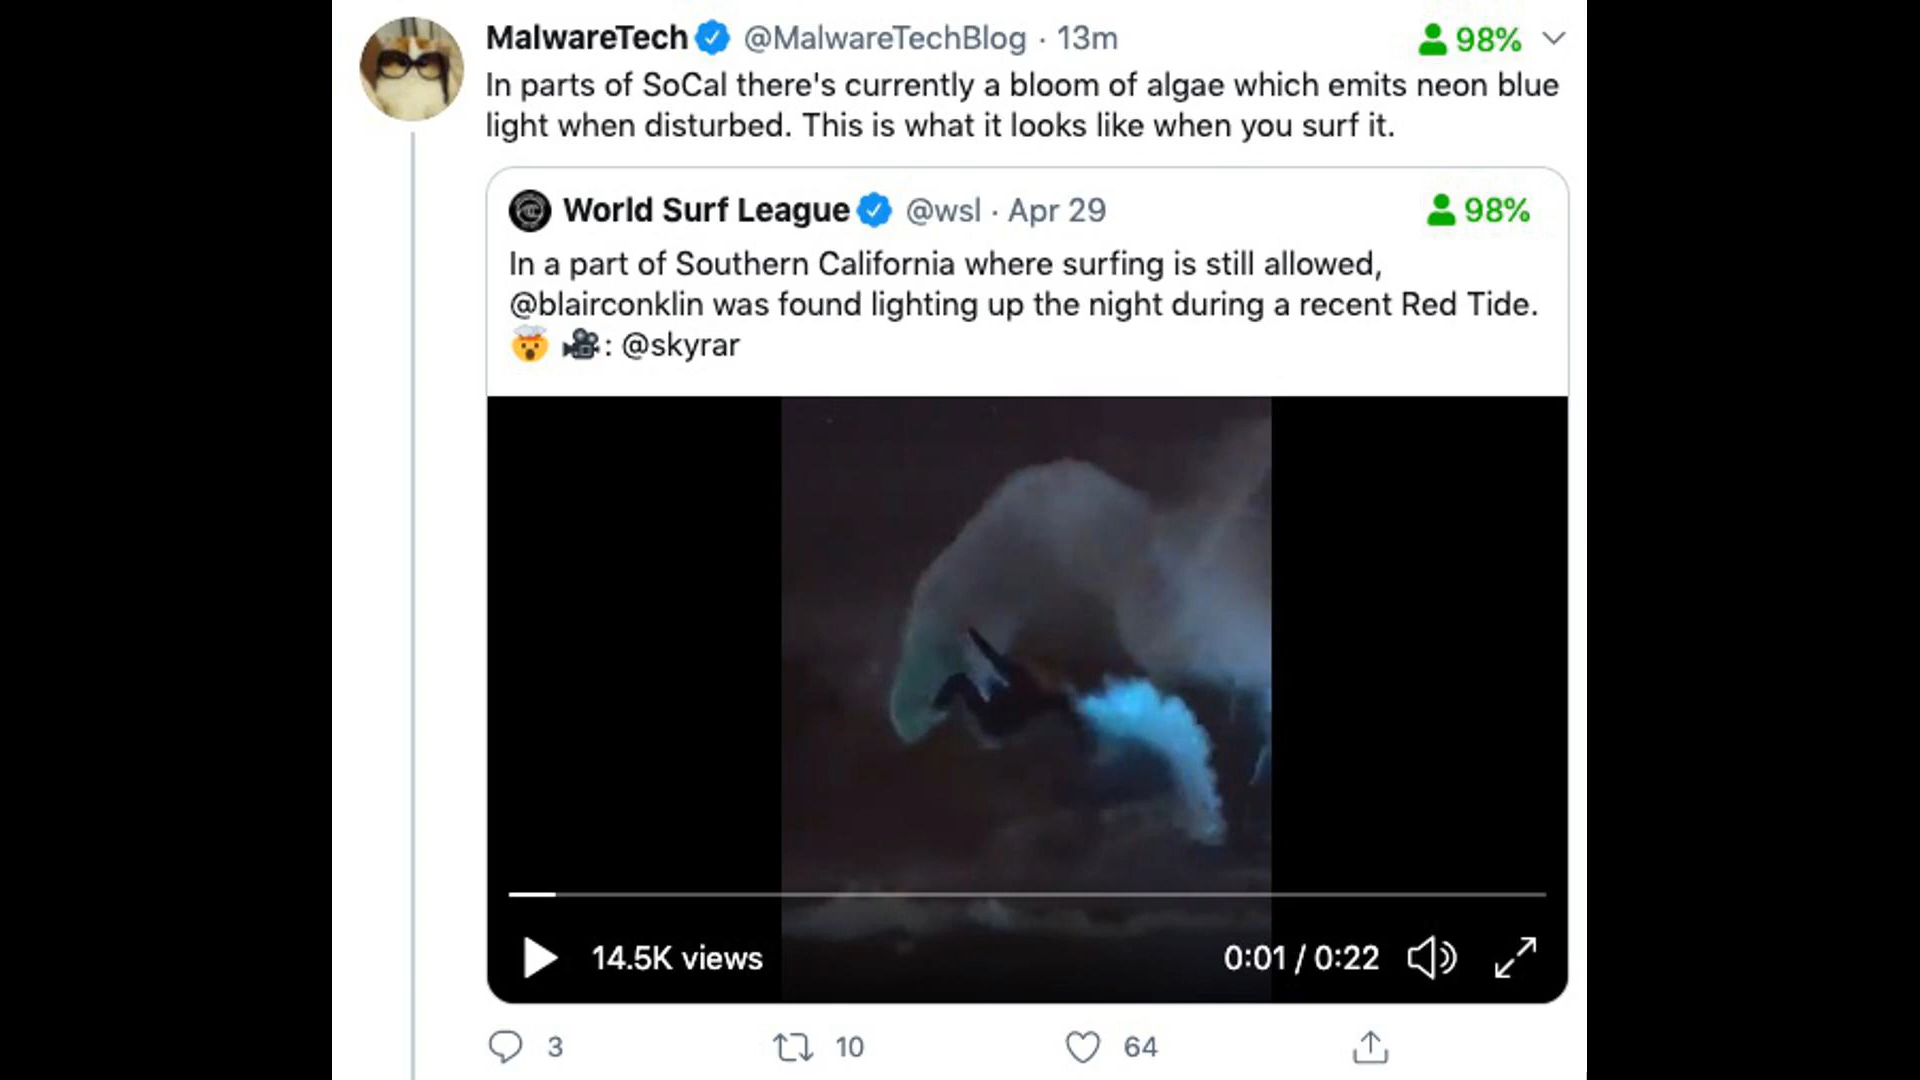 MalwareTech @MalwareTechBlog · 13m 98%
In parts of SoCal there's currently a bloom of algae which emits neon blue
light when disturbed. This is what it looks like when you surf it.
World Surf League @wsl · Apr 29 98%
In a part of Southern California where surfing is still allowed,
@blairconklin was found lighting up the night during a recent Red Tide.
🤯 🎥: @skyrar
14.5K views 0:01 / 0:22
3 10 64